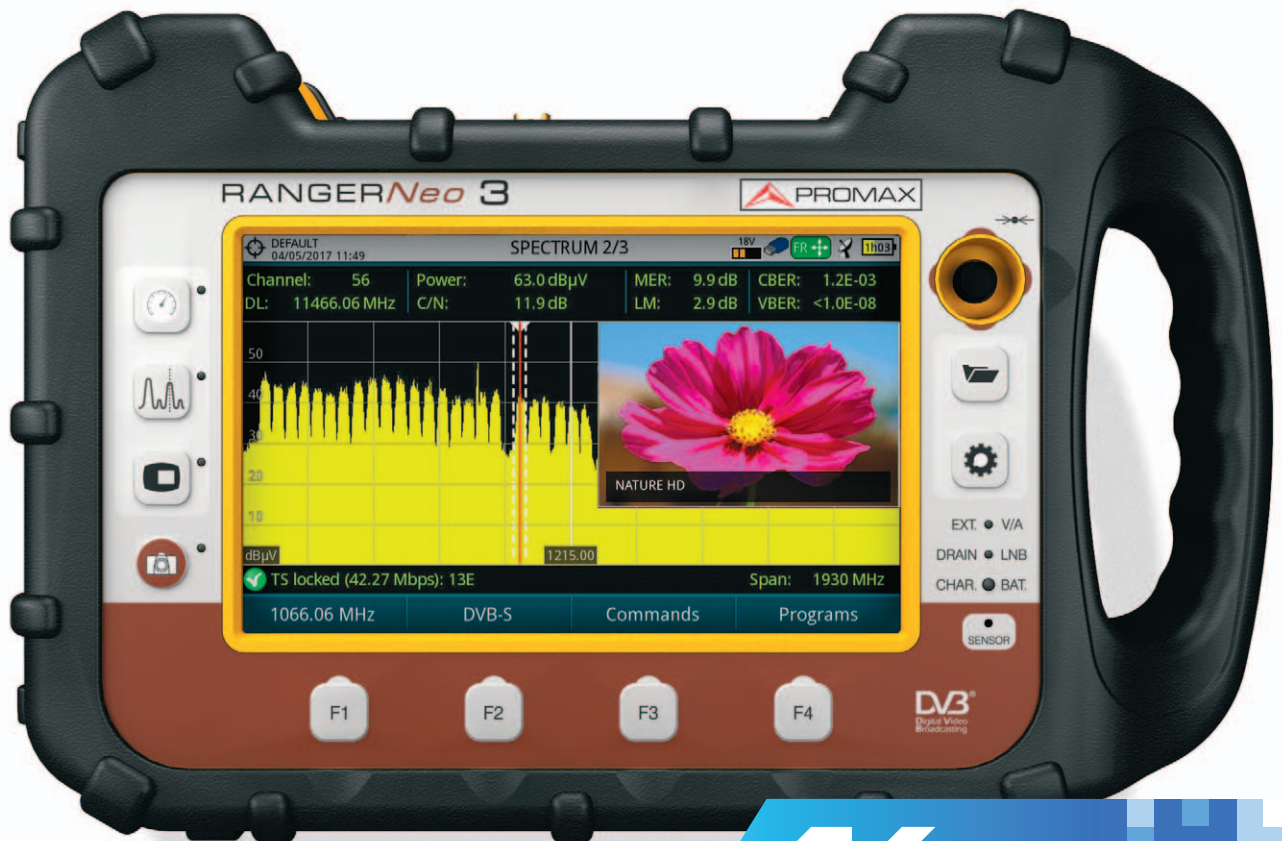 RANGERNeo 3
PROMAX
DEFAULT
04/05/2017 11:49
SPECTRUM 2/3
18V
FR
1h03
Channel: 56
DL: 11466.06 MHz
Power: 63.0 dBµV
C/N: 11.9 dB
MER: 9.9 dB
LM: 2.9 dB
CBER: 1.2E-03
VBER: <1.0E-08
50
40
30
20
10
dBµV
1215.00
NATURE HD
TS locked (42.27 Mbps): 13E
Span: 1930 MHz
1066.06 MHz
DVB-S
Commands
Programs
EXT. V/A
DRAIN LNB
CHAR. BAT.
SENSOR
F1
F2
F3
F4
DVB®
Digital Video
Broadcasting